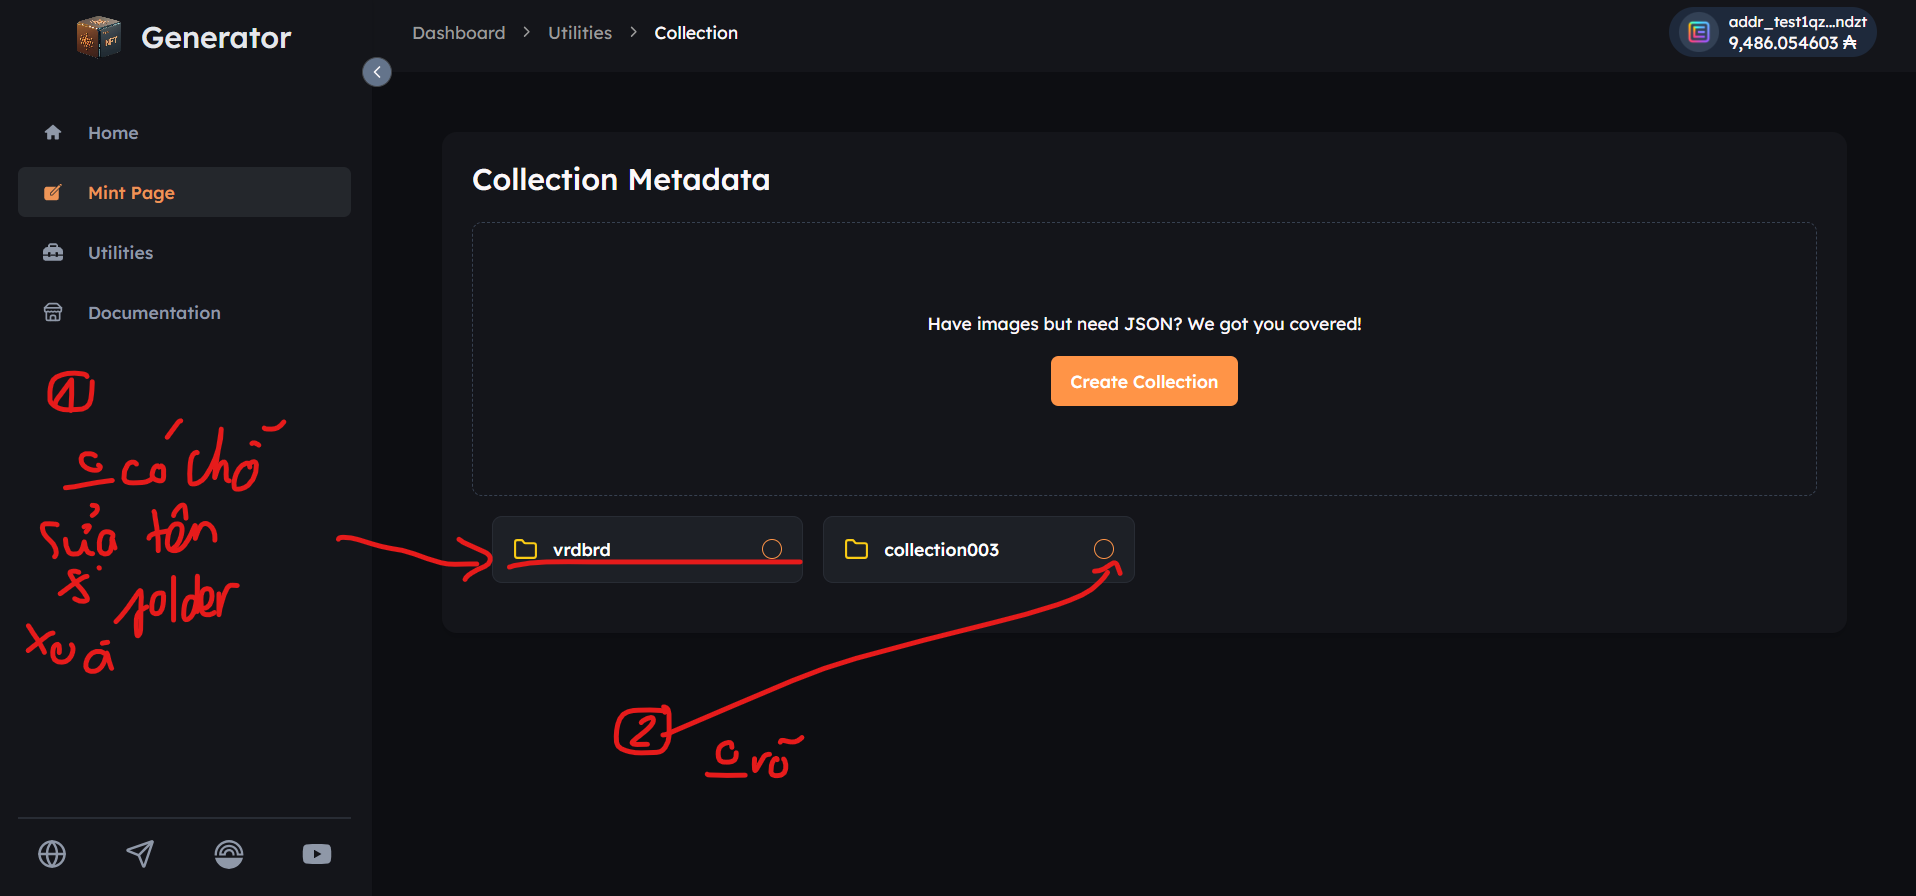 Generator
Dashboard > Utilities > Collection
addr_test1qz...ndzt
9,486.054603 ₳
Home
Mint Page
Utilities
Documentation
Collection Metadata
Have images but need JSON? We got you covered!
Create Collection
vrdbrd
collection003
1
c có chỗ
sửa tên
folder
xoá
2
c rõ